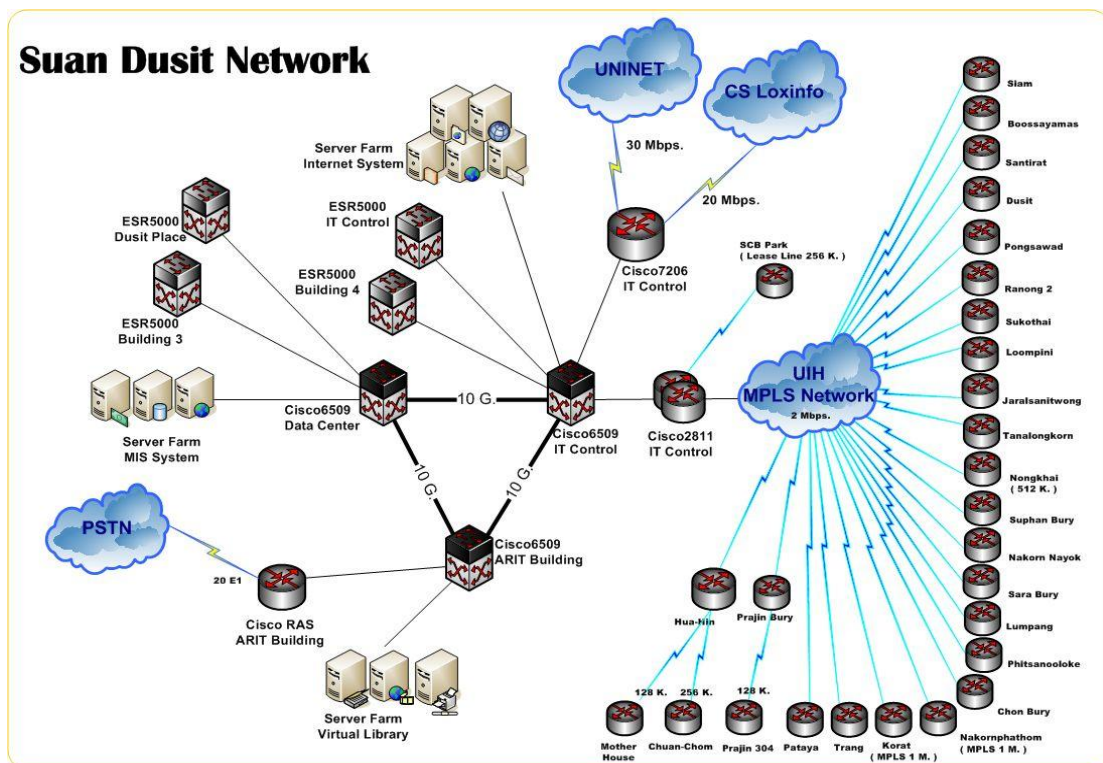 Suan Dusit Network
UNINET
CS Loxinfo
30 Mbps.
20 Mbps.
Server Farm
Internet System
ESR5000
Dusit Place
ESR5000
IT Control
ESR5000
Building 3
ESR5000
Building 4
Cisco7206
IT Control
SCB Park
( Lease Line 256 K. )
Server Farm
MIS System
Cisco6509
Data Center
10 G.
Cisco6509
IT Control
Cisco2811
IT Control
UIH
MPLS Network
2 Mbps.
10 G.
10 G.
PSTN
20 E1
Cisco RAS
ARIT Building
Cisco6509
ARIT Building
Server Farm
Virtual Library
Siam
Boossayamas
Santirat
Dusit
Pongsawad
Ranong 2
Sukothai
Loompini
Jaralsanitwong
Tanalongkorn
Nongkhai
( 512 K. )
Suphan Bury
Nakorn Nayok
Sara Bury
Lumpang
Phitsanooloke
Chon Bury
Hua-Nin
Prajin Bury
128 K.
256 K.
128 K.
Mother
House
Chuan-Chom
Prajin 304
Pataya
Trang
Korat
( MPLS 1 M. )
Nakornphathom
( MPLS 1 M. )